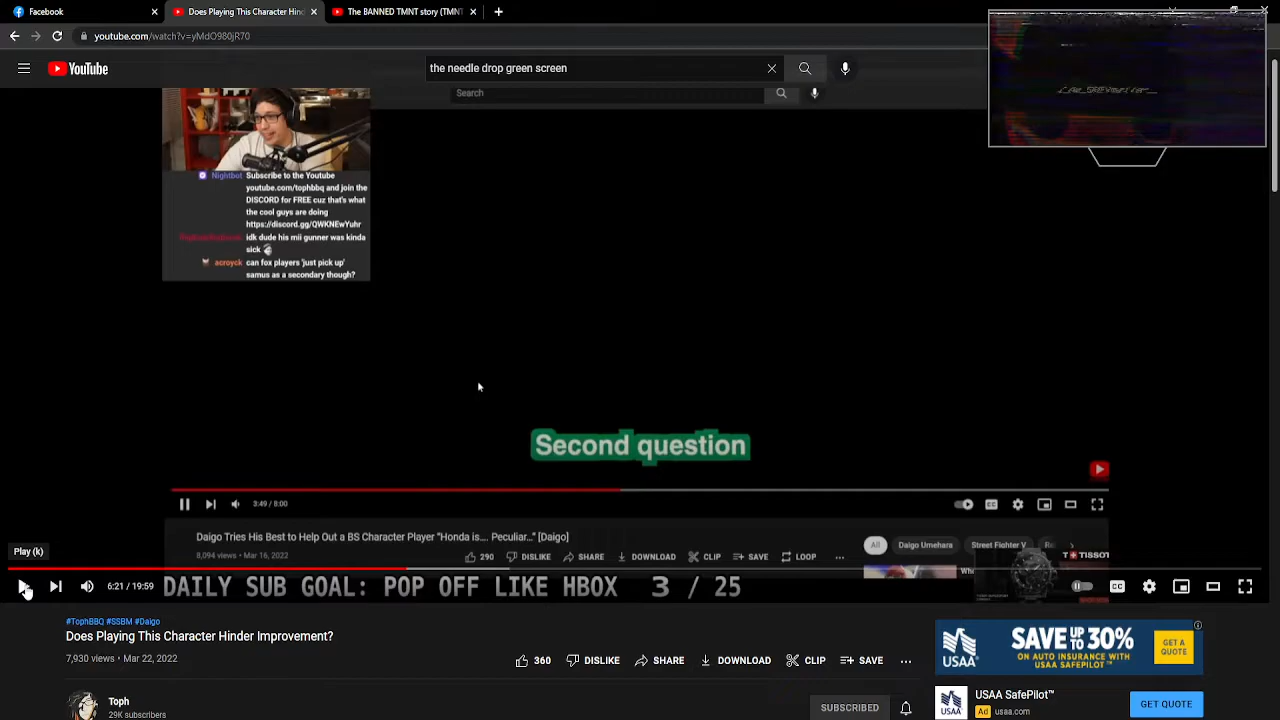 Facebook
Does Playing This Character Hind
The BANNED TMNT story (TMNT
youtube.com/watch?v=yMdO980jR70
YouTube
the needle drop green screen
Search
Nightbot Subscribe to the Youtube
youtube.com/tophbbq and join the
DISCORD for FREE cuz that's what
the cool guys are doing
https://discord.gg/QWKNEwYuhr
idk dude his mii gunner was kinda
sick
acroyck can fox players 'just pick up'
samus as a secondary though?
Second question
3:49 / 8:00
Daigo Tries His Best to Help Out a BS Character Player "Honda is.... Peculiar..." [Daigo]
8,094 views • Mar 16, 2022
290 DISLIKE SHARE DOWNLOAD CLIP SAVE LOOP
All Daigo Umehara Street Fighter V
TISSOT
Play (k)
6:21 / 19:59
DAILY SUB GOAL: POP OFF LIKE HBOX 3 / 25
#TophBBQ #SSBM #Daigo
Does Playing This Character Hinder Improvement?
7,930 views • Mar 22, 2022
360 DISLIKE SHARE DOWNLOAD CLIP SAVE
Toph
29K subscribers
SUBSCRIBED
USAA
SAVE UP TO 30%
ON AUTO INSURANCE WITH
USAA SAFEPILOT™
GET A
QUOTE
USAA
USAA SafePilot™
Ad usaa.com
GET QUOTE